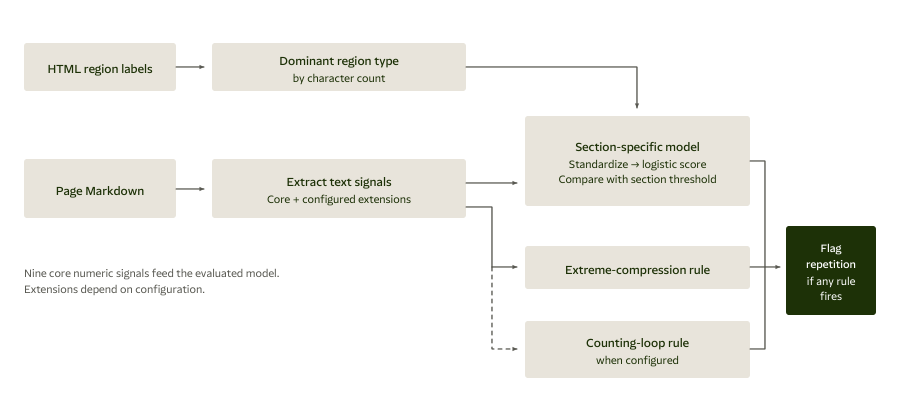 HTML region labels
Dominant region type
by character count
Section-specific model
Standardize → logistic score
Compare with section threshold
Page Markdown
Extract text signals
Core + configured extensions
Flag
repetition
if any rule
fires
Extreme-compression rule
Nine core numeric signals feed the evaluated model.
Extensions depend on configuration.
Counting-loop rule
when configured